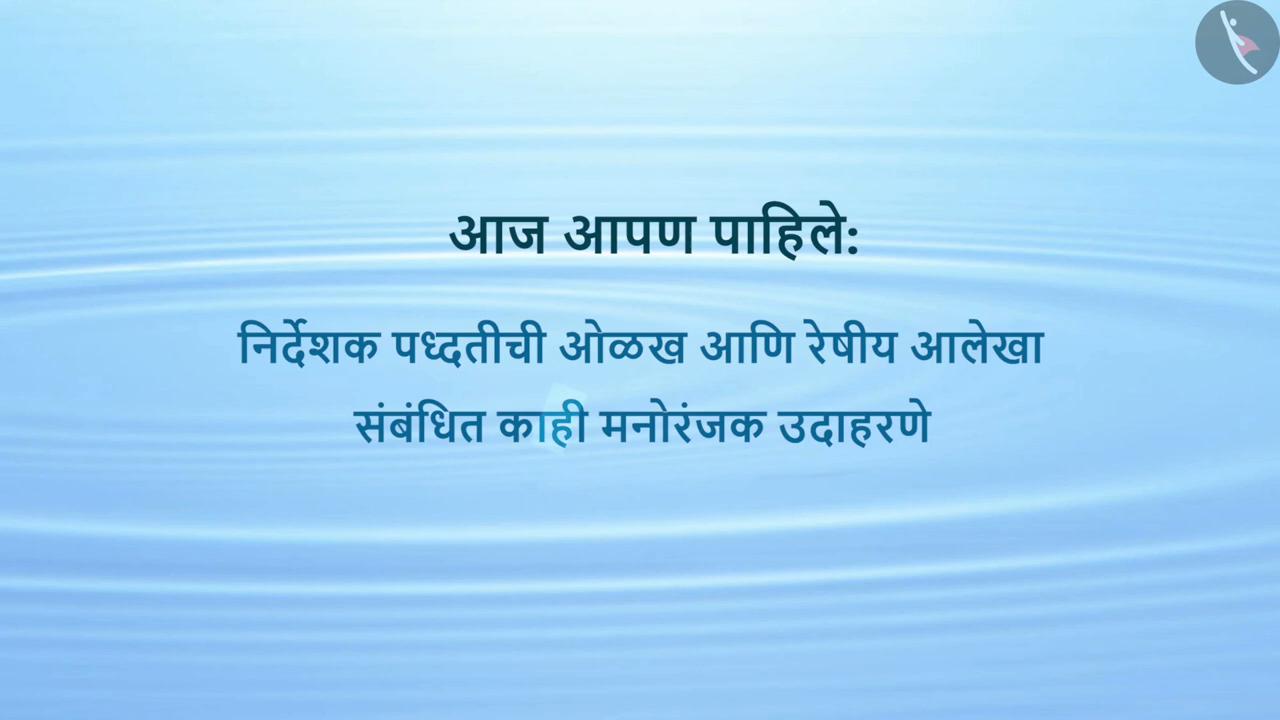 आज आपण पाहिले:
निर्देशक पध्दतीची ओळख आणि रेषीय आलेखा
संबंधित काही मनोरंजक उदाहरणे